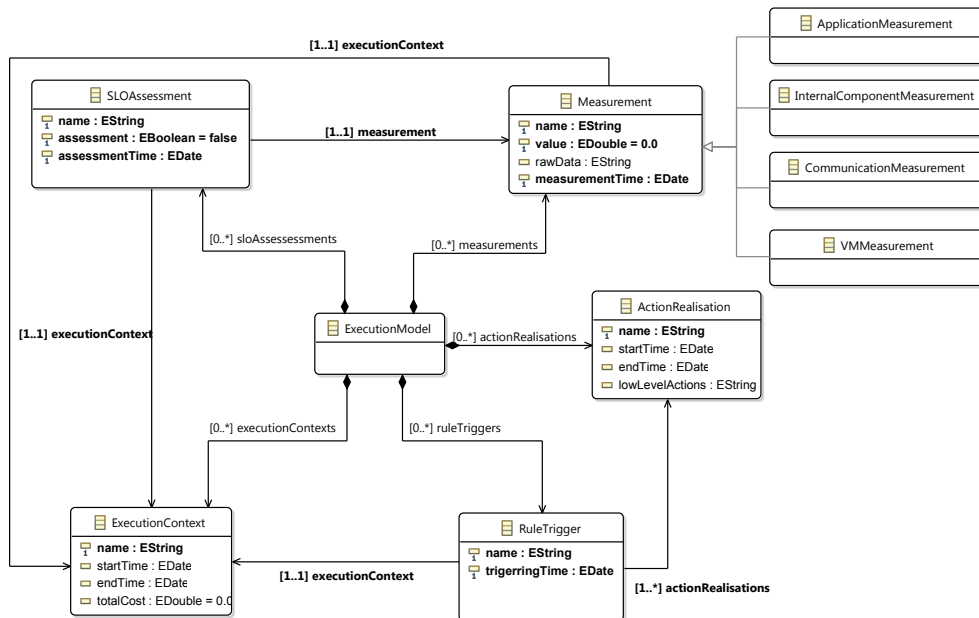 ApplicationMeasurement
[1..1] executionContext
SLOAssessment
name : EString
assessment : EBoolean = false
assessmentTime : EDate
[1..1] measurement
Measurement
name : EString
value : EDouble = 0.0
rawData : EString
measurementTime : EDate
InternalComponentMeasurement
CommunicationMeasurement
VMMeasurement
[0..*] sloAssessessments
[0..*] measurements
[1..1] executionContext
ExecutionModel
[0..*] actionRealisations
ActionRealisation
name : EString
startTime : EDate
endTime : EDate
lowLevelActions : EString
[0..*] executionContexts
[0..*] ruleTriggers
ExecutionContext
name : EString
startTime : EDate
endTime : EDate
totalCost : EDouble = 0.0
[1..1] executionContext
RuleTrigger
name : EString
trigerringTime : EDate
[1..*] actionRealisations